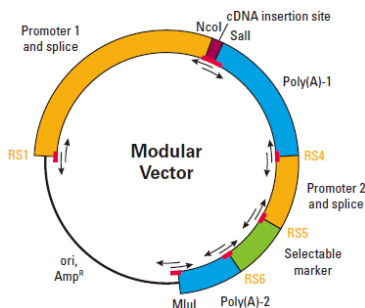 Promoter 1
and splice
NcoI
cDNA insertion site
SalI
Poly(A)-1
RS1
Modular
Vector
RS4
Promoter 2
and splice
RS5
Selectable
marker
RS6
ori,
Amp^R
MluI
Poly(A)-2